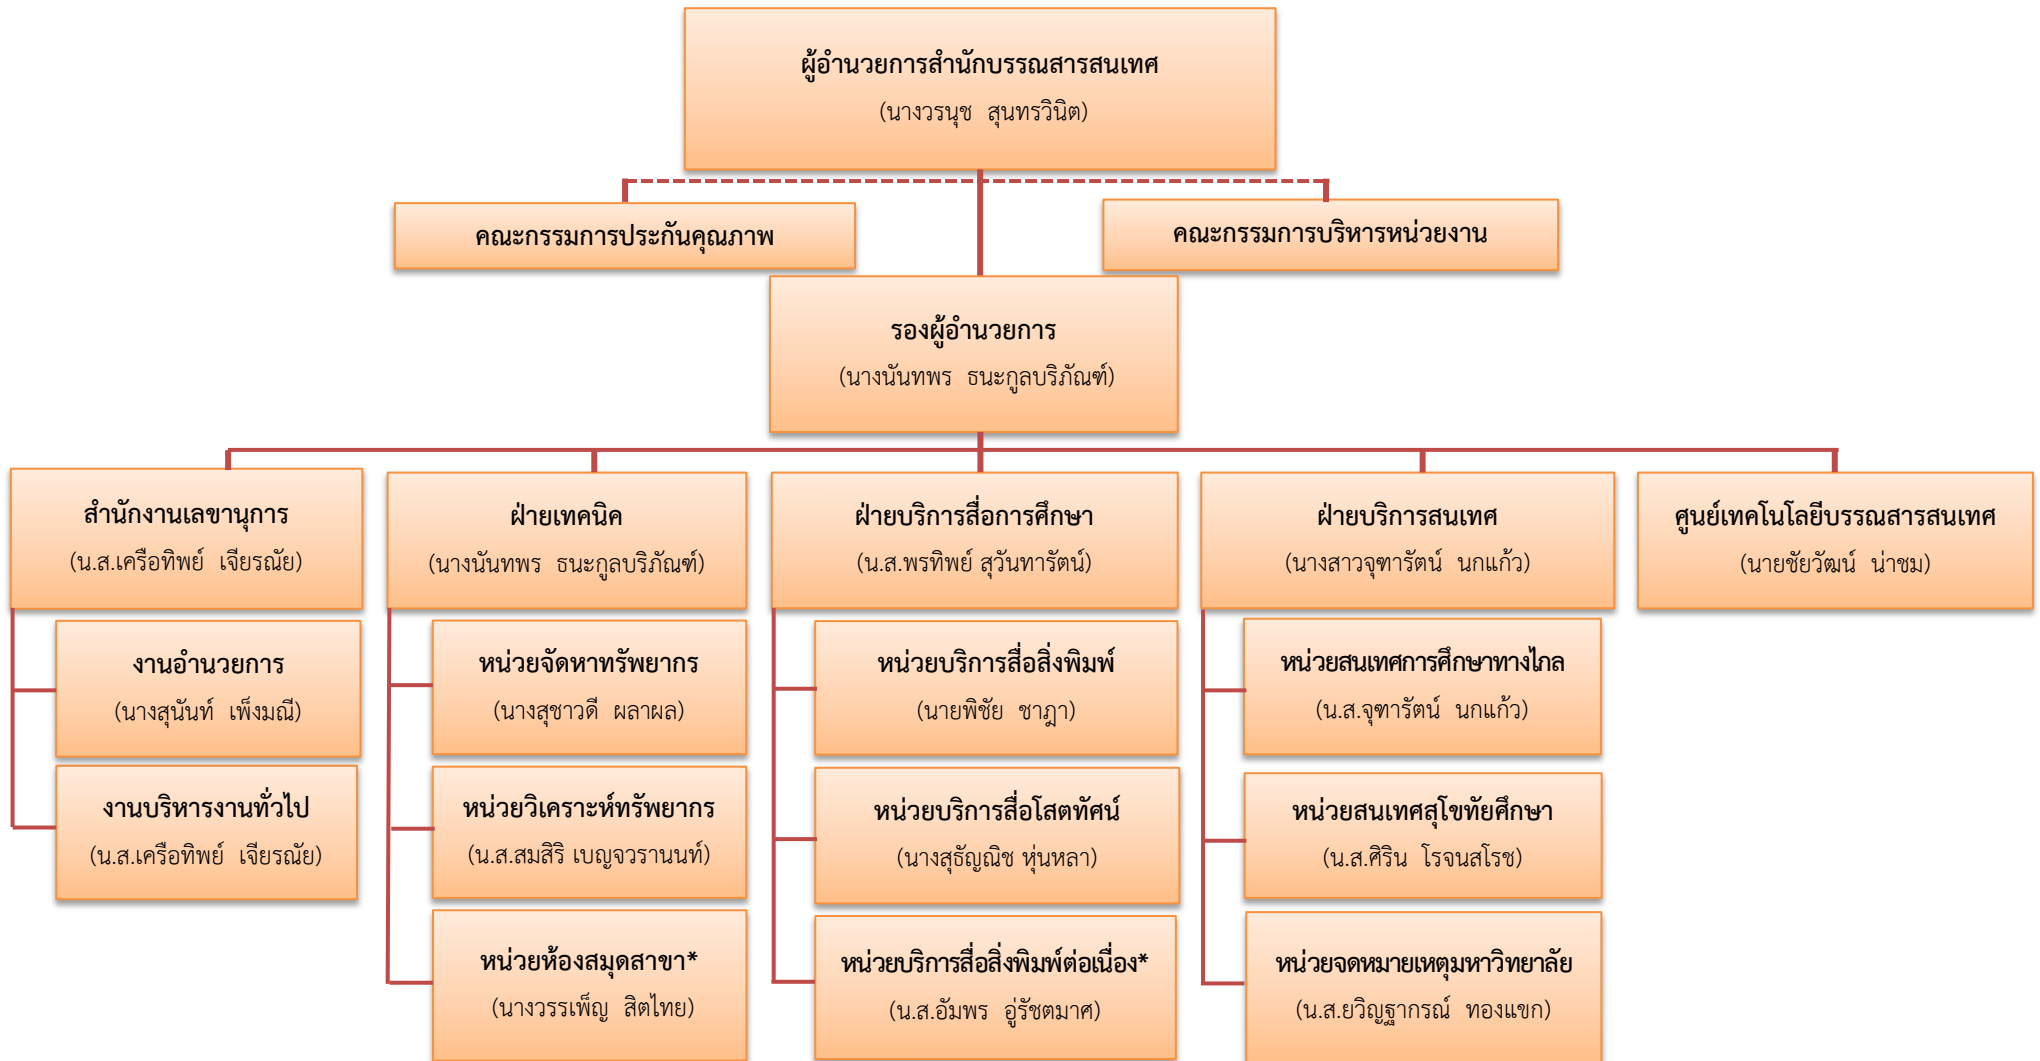 ผู้อำนวยการสำนักบรรณสารสนเทศ
(นางวรนุช สุนทรวินิต)
คณะกรรมการประกันคุณภาพ
คณะกรรมการบริหารหน่วยงาน
รองผู้อำนวยการ
(นางนันทพร ธนะกูลบริภัณฑ์)
สำนักงานเลขานุการ
(น.ส.เครือทิพย์ เจียรณัย)
งานอำนวยการ
(นางสุนันท์ เพ็งมณี)
งานบริหารงานทั่วไป
(น.ส.เครือทิพย์ เจียรณัย)
ฝ่ายเทคนิค
(นางนันทพร ธนะกูลบริภัณฑ์)
หน่วยจัดหาทรัพยากร
(นางสุชาวดี ผลาผล)
หน่วยวิเคราะห์ทรัพยากร
(น.ส.สมสิริ เบญจวรานนท์)
หน่วยห้องสมุดสาขา*
(นางวรรเพ็ญ สิตไทย)
ฝ่ายบริการสื่อการศึกษา
(น.ส.พรทิพย์ สุวันทารัตน์)
หน่วยบริการสื่อสิ่งพิมพ์
(นายพิชัย ชาฎา)
หน่วยบริการสื่อโสตทัศน์
(นางสุธัญณิช หุ่นหลา)
หน่วยบริการสื่อสิ่งพิมพ์ต่อเนื่อง*
(น.ส.อัมพร อู่รัชตมาศ)
ฝ่ายบริการสนเทศ
(นางสาวจุฑารัตน์ นกแก้ว)
หน่วยสนเทศการศึกษาทางไกล
(น.ส.จุฑารัตน์ นกแก้ว)
หน่วยสนเทศสุโขทัยศึกษา
(น.ส.ศิริน โรจนสโรช)
หน่วยจดหมายเหตุมหาวิทยาลัย
(น.ส.ยวิญฐากรณ์ ทองแขก)
ศูนย์เทคโนโลยีบรรณสารสนเทศ
(นายชัยวัฒน์ น่าชม)